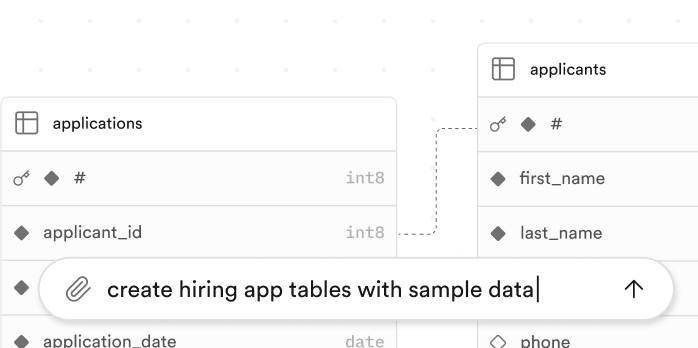 applicants
applications
#
# int8
first_name
applicant_id int8
last_name
create hiring app tables with sample data
application_date date
phone